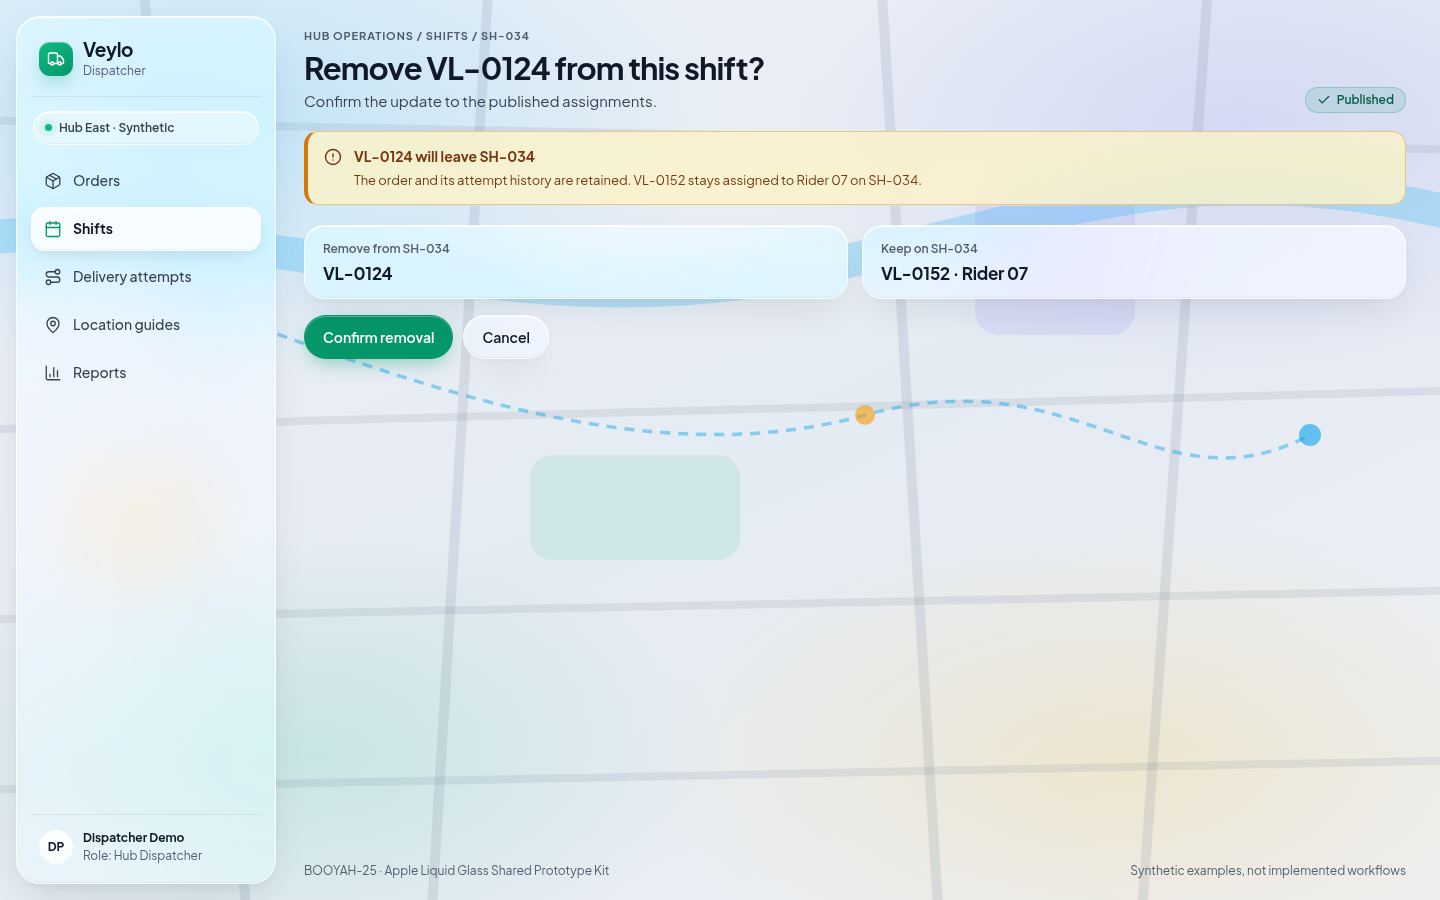 Veylo
Dispatcher
Hub East · Synthetic
Orders
Shifts
Delivery attempts
Location guides
Reports
DP
Dispatcher Demo
Role: Hub Dispatcher
HUB OPERATIONS / SHIFTS / SH-034
Remove VL-0124 from this shift?
Confirm the update to the published assignments.
Published
VL-0124 will leave SH-034
The order and its attempt history are retained. VL-0152 stays assigned to Rider 07 on SH-034.
Remove from SH-034
VL-0124
Keep on SH-034
VL-0152 · Rider 07
Confirm removal
Cancel
BOOYAH-25 · Apple Liquid Glass Shared Prototype Kit
Synthetic examples, not implemented workflows